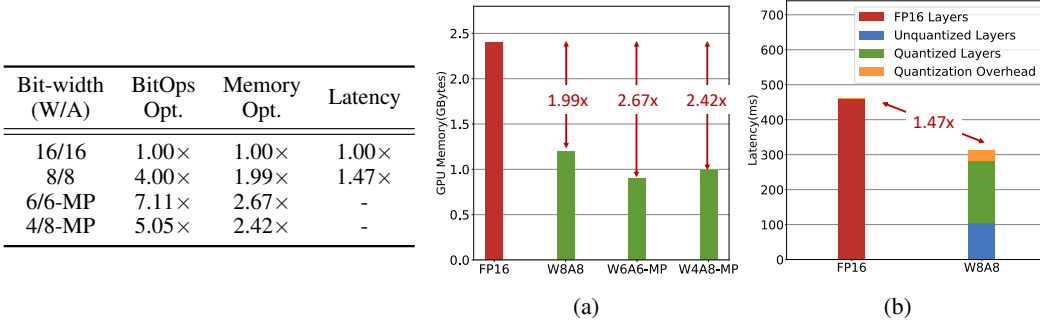 Bit-width BitOps Memory Latency
(W/A) Opt. Opt.
16/16 1.00× 1.00× 1.00×
8/8 4.00× 1.99× 1.47×
6/6-MP 7.11× 2.67× -
4/8-MP 5.05× 2.42× -
GPU Memory(GBytes)
2.5
2.0
1.5
1.0
0.5
0.0
1.99x 2.67x 2.42x
FP16 W8A8 W6A6-MP W4A8-MP
(a)
Latency(ms)
700
600
500
400
300
200
100
0
FP16 Layers
Unquantized Layers
Quantized Layers
Quantization Overhead
1.47x
FP16 W8A8
(b)